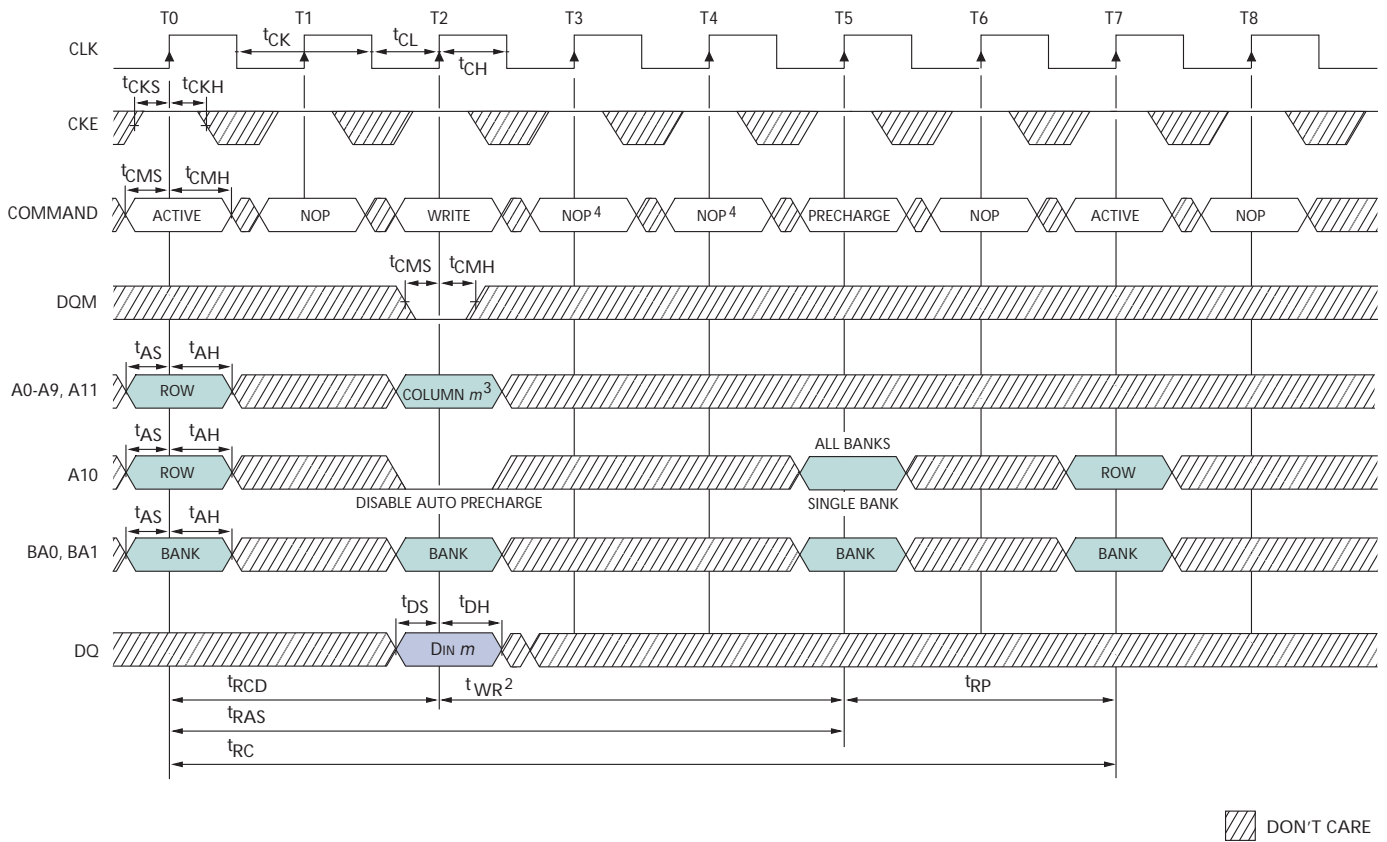 T0 T1 T2 T3 T4 T5 T6 T7 T8
CLK tCK tCL tCH
tCKS tCKH
CKE
tCMS tCMH
COMMAND ACTIVE NOP WRITE NOP4 NOP4 PRECHARGE NOP ACTIVE NOP
tCMS tCMH
DQM
tAS tAH
A0-A9, A11 ROW COLUMN m3
tAS tAH ALL BANKS
A10 ROW ROW
DISABLE AUTO PRECHARGE SINGLE BANK
tAS tAH
BA0, BA1 BANK BANK BANK BANK
tDS tDH
DQ DIN m
tRCD tWR2 tRP
tRAS
tRC
DON'T CARE